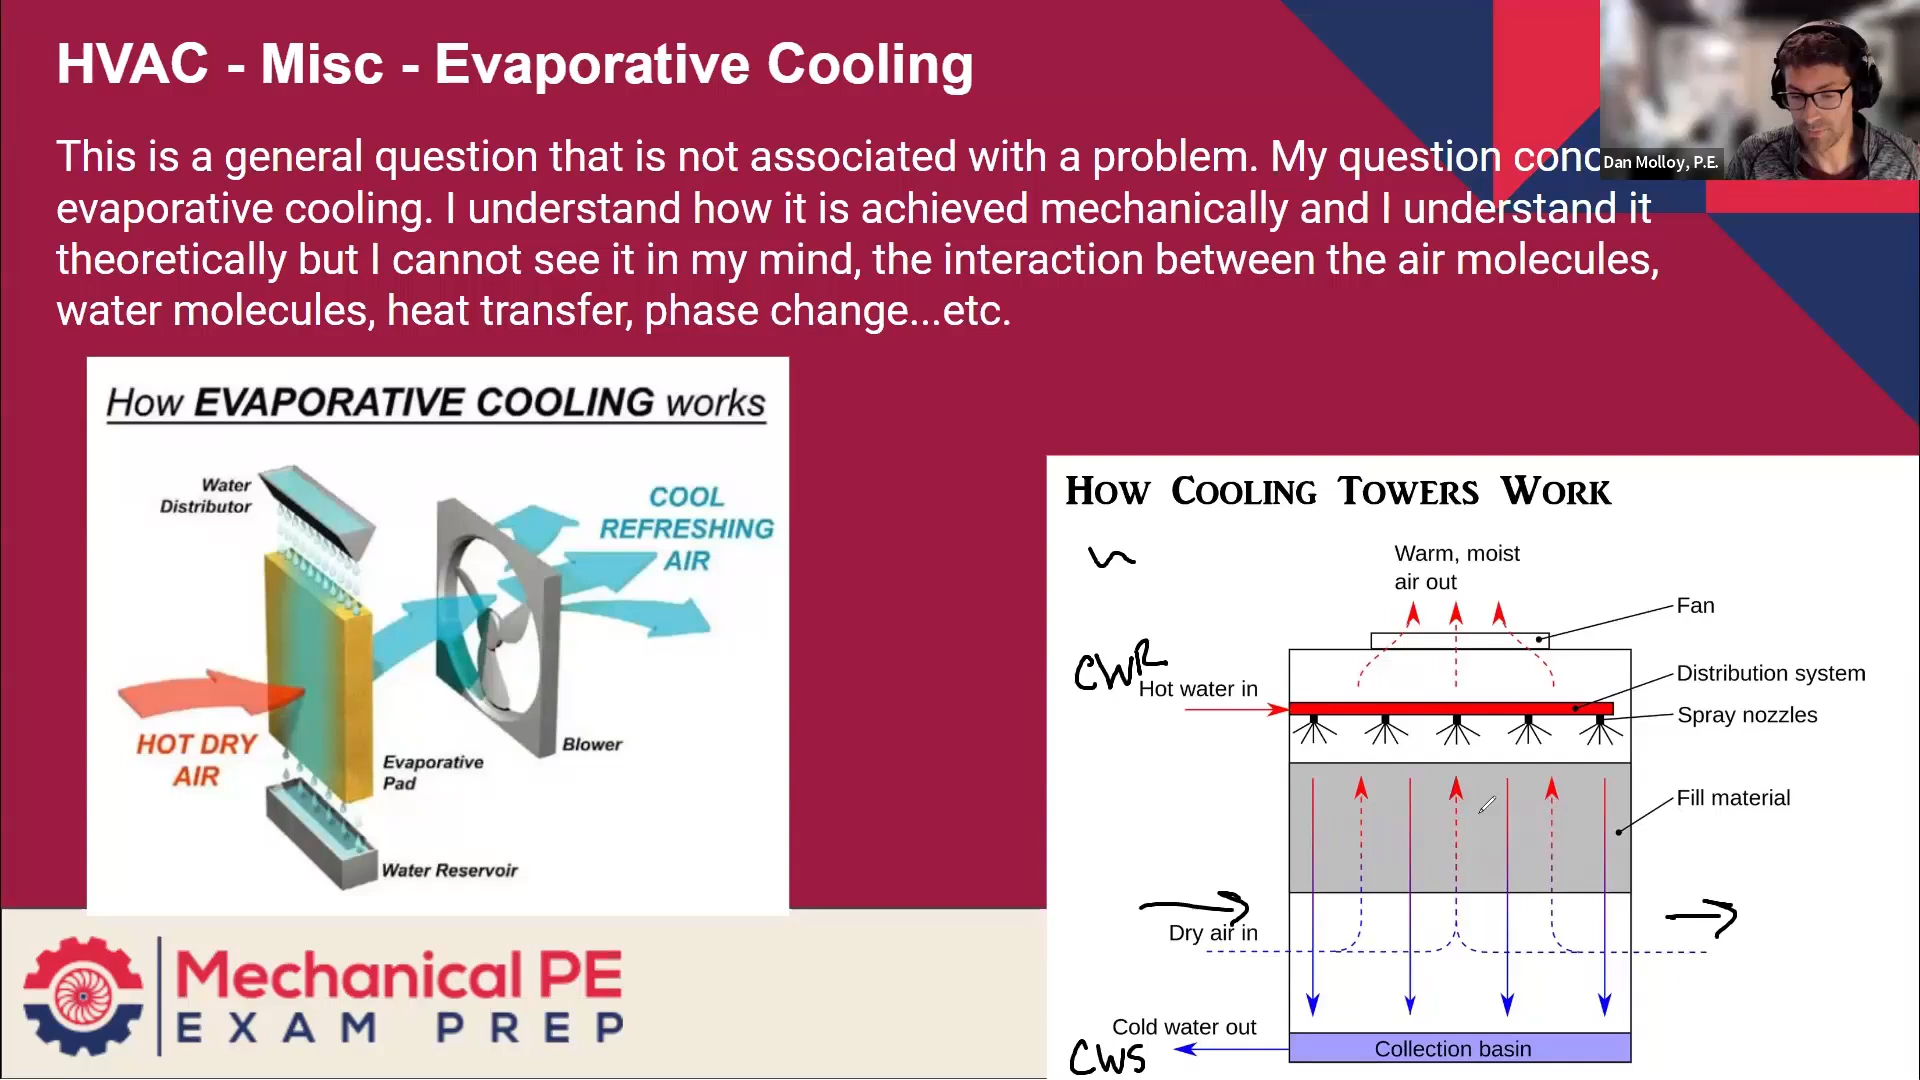 HVAC - Misc - Evaporative Cooling
This is a general question that is not associated with a problem. My question conc
evaporative cooling. I understand how it is achieved mechanically and I understand it
theoretically but I cannot see it in my mind, the interaction between the air molecules,
water molecules, heat transfer, phase change...etc.
Dan Molloy, P.E.
How EVAPORATIVE COOLING works
Water
Distributor
COOL
REFRESHING
AIR
HOT DRY
AIR
Evaporative
Pad
Blower
Water Reservoir
How Cooling Towers Work
Warm, moist
air out
Fan
CWR
Hot water in
Distribution system
Spray nozzles
Fill material
Dry air in
Cold water out
CWS
Collection basin
Mechanical PE
EXAM PREP